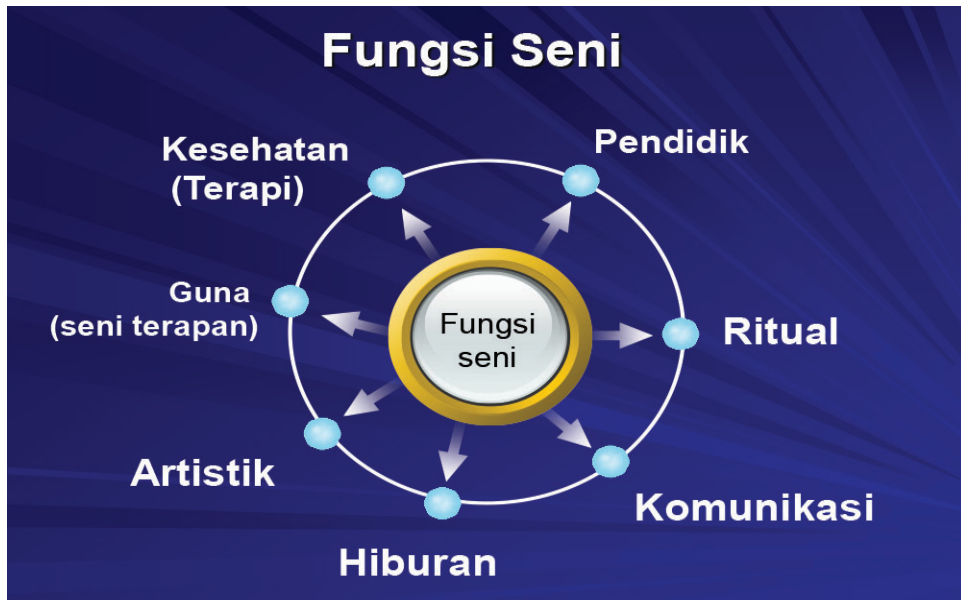 Fungsi Seni
Kesehatan
(Terapi)
Pendidik
Guna
(seni terapan)
Fungsi
seni
Ritual
Artistik
Komunikasi
Hiburan